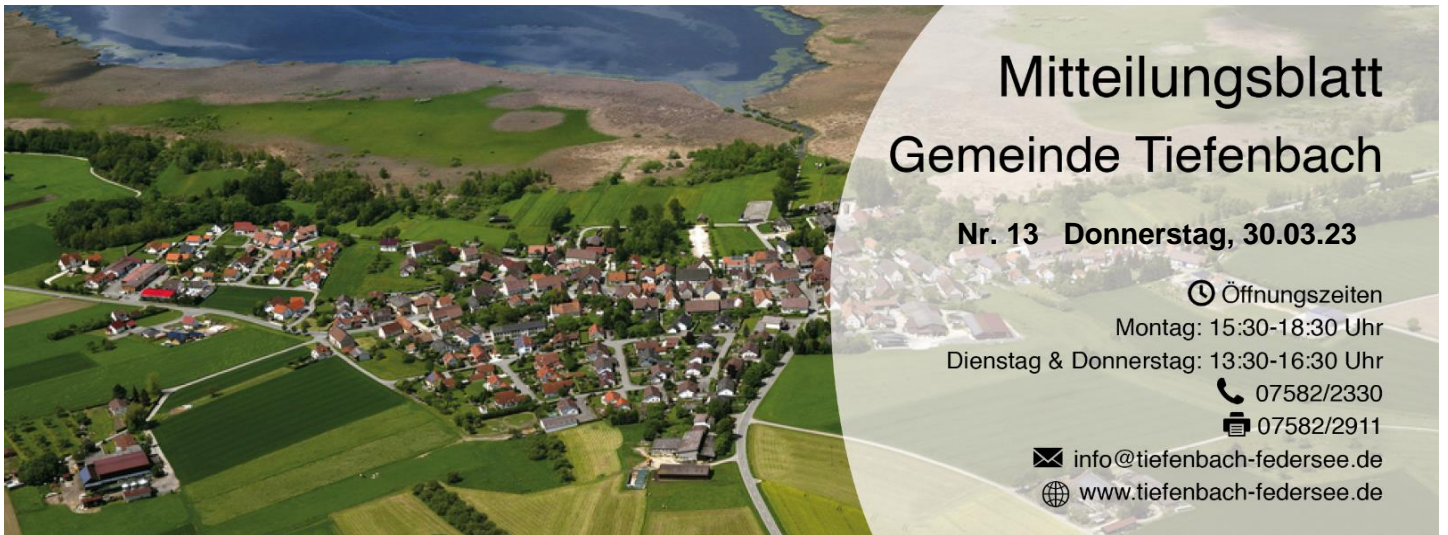 Mitteilungsblatt
Gemeinde Tiefenbach
Nr. 13 Donnerstag, 30.03.23
Öffnungszeiten
Montag: 15:30-18:30 Uhr
Dienstag & Donnerstag: 13:30-16:30 Uhr
07582/2330
07582/2911
info@tiefenbach-federsee.de
www.tiefenbach-federsee.de